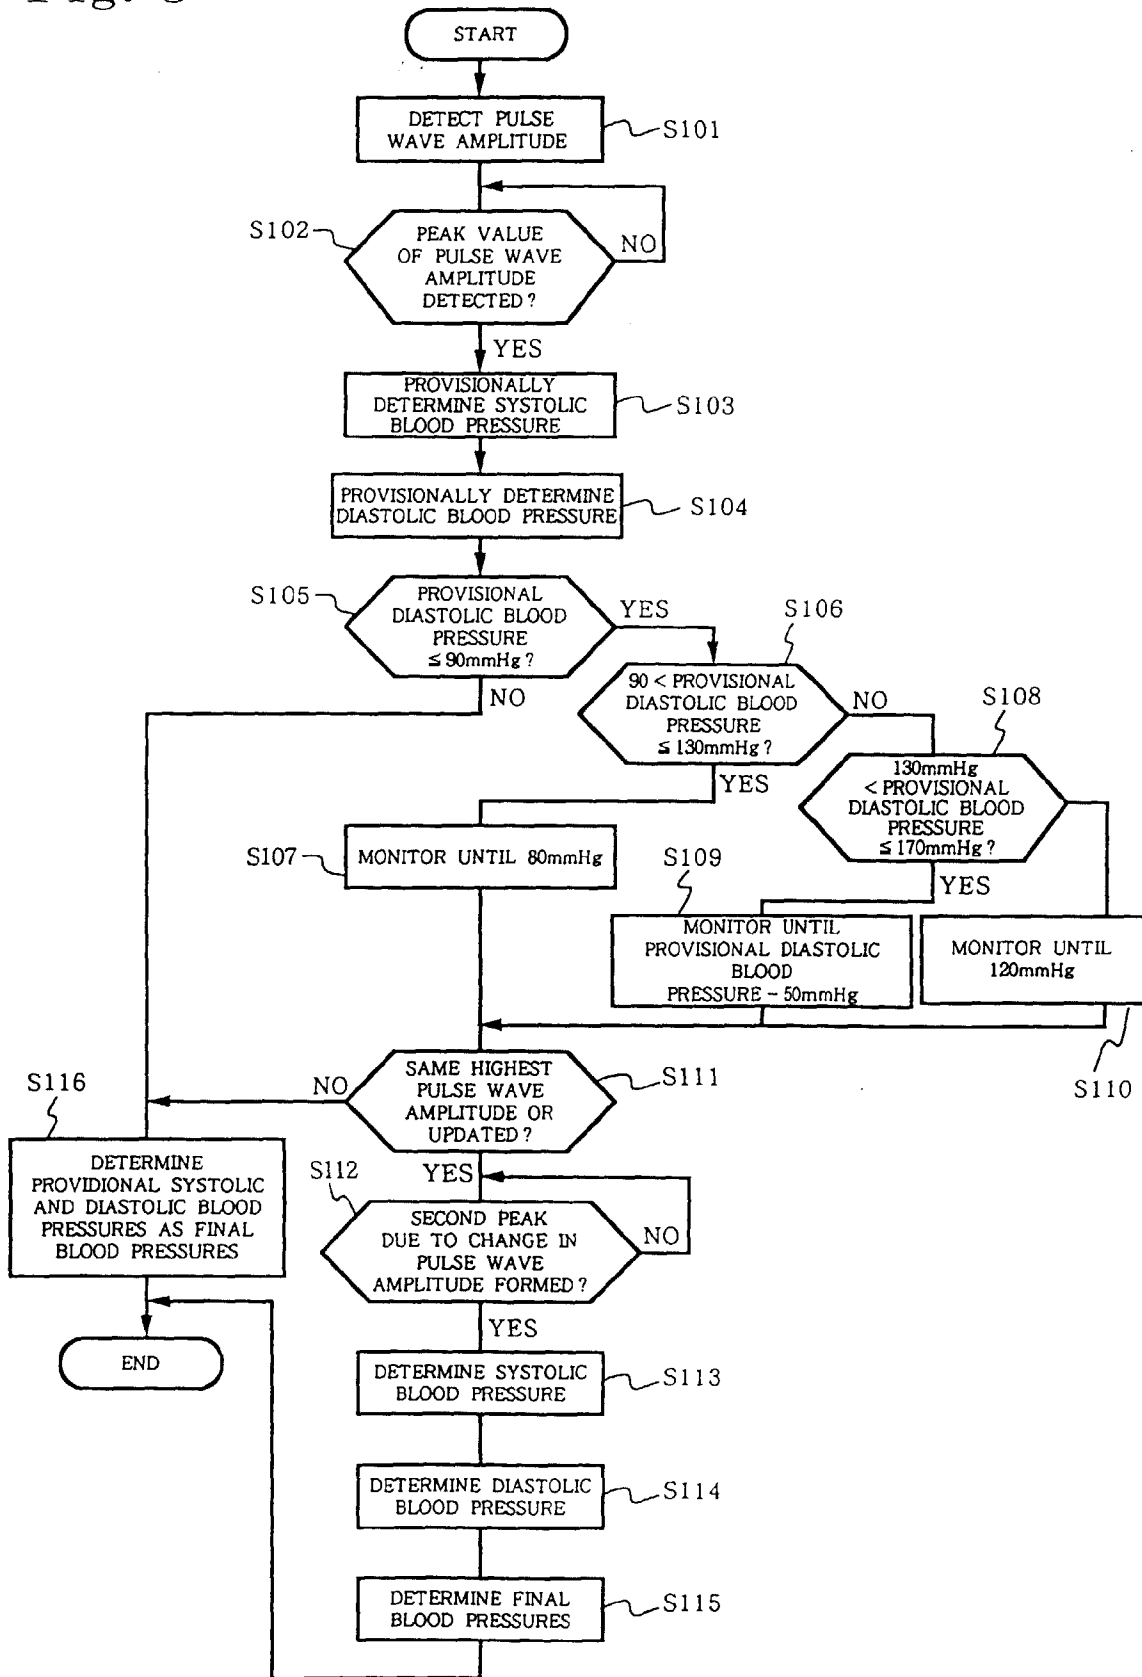 START
DETECT PULSE
WAVE AMPLITUDE
S101
S102
PEAK VALUE
OF PULSE WAVE
AMPLITUDE
DETECTED?
NO
YES
PROVISIONALLY
DETERMINE SYSTOLIC
BLOOD PRESSURE
S103
PROVISIONALLY DETERMINE
DIASTOLIC BLOOD PRESSURE
S104
S105
PROVISIONAL
DIASTOLIC BLOOD
PRESSURE
≦ 90mmHg?
YES
NO
S106
90 < PROVISIONAL
DIASTOLIC BLOOD
PRESSURE
≦ 130mmHg?
NO
YES
S108
130mmHg
< PROVISIONAL
DIASTOLIC BLOOD
PRESSURE
≦ 170mmHg?
YES
S107
MONITOR UNTIL 80mmHg
S109
MONITOR UNTIL
PROVISIONAL DIASTOLIC
BLOOD
PRESSURE - 50mmHg
MONITOR UNTIL
120mmHg
S110
SAME HIGHEST
PULSE WAVE
AMPLITUDE OR
UPDATED?
S111
NO
YES
S116
DETERMINE
PROVIDIONAL SYSTOLIC
AND DIASTOLIC BLOOD
PRESSURES AS FINAL
BLOOD PRESSURES
S112
SECOND PEAK
DUE TO CHANGE IN
PULSE WAVE
AMPLITUDE FORMED?
NO
YES
END
DETERMINE SYSTOLIC
BLOOD PRESSURE
S113
DETERMINE DIASTOLIC
BLOOD PRESSURE
S114
DETERMINE FINAL
BLOOD PRESSURES
S115